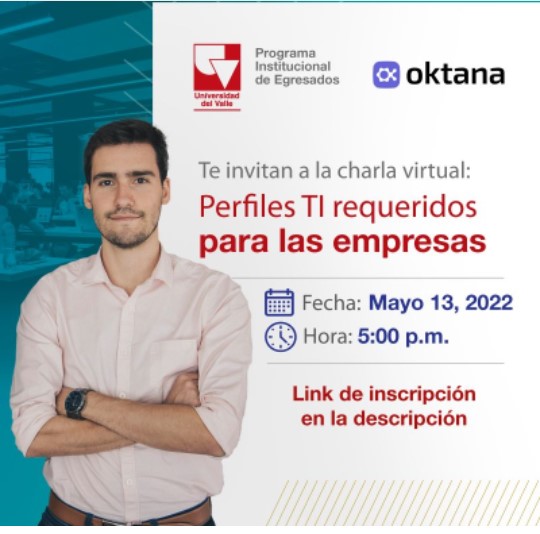 Programa
Institucional
de Egresados
Universidad
del Valle
oktana
Te invitan a la charla virtual:
Perfiles TI requeridos
para las empresas
Fecha: Mayo 13, 2022
Hora: 5:00 p.m.
Link de inscripción
en la descripción